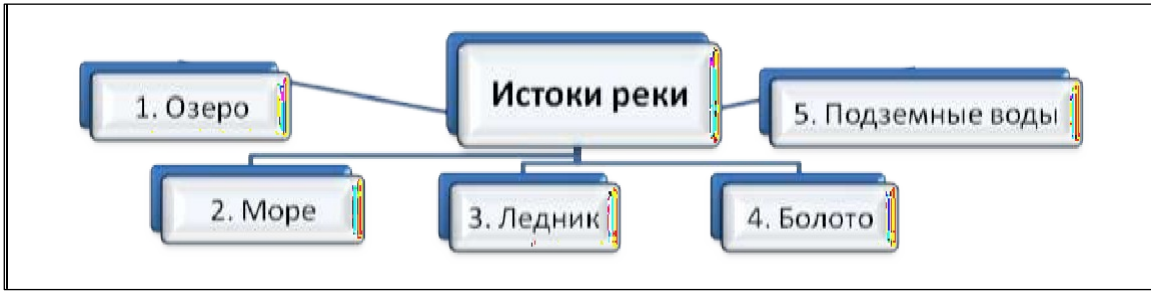 Истоки реки
1. Озеро
5. Подземные воды
2. Море
3. Ледник
4. Болото